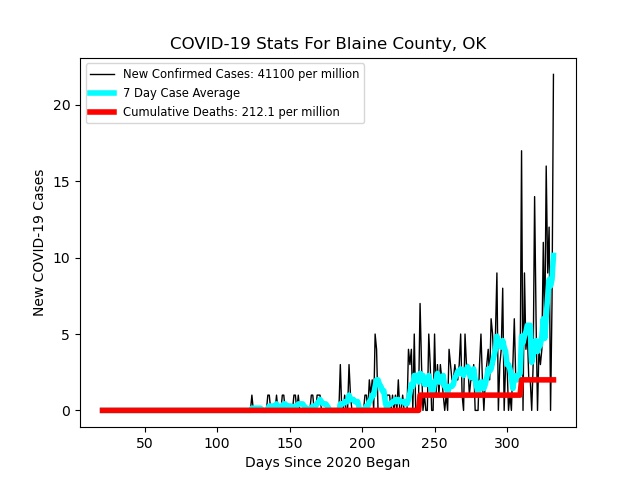 COVID-19 Stats For Blaine County, OK
New Confirmed Cases: 41100 per million
7 Day Case Average
Cumulative Deaths: 212.1 per million
New COVID-19 Cases
20
15
10
5
0
50 100 150 200 250 300
Days Since 2020 Began